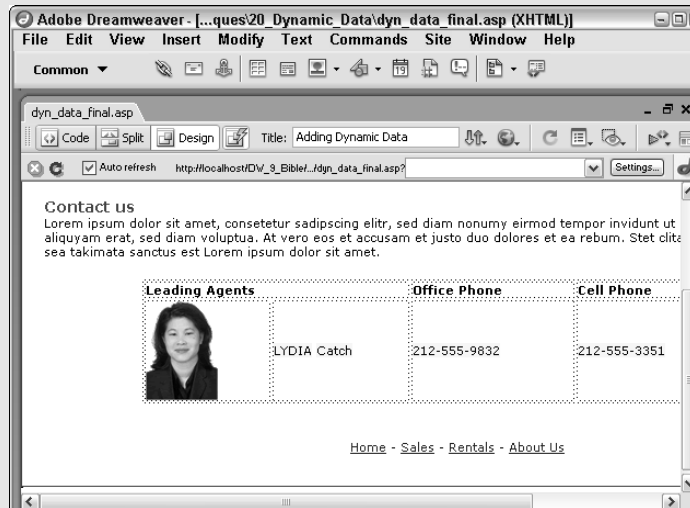 Adobe Dreamweaver - [...ques\20_Dynamic_Data\dyn_data_final.asp (XHTML)]
File Edit View Insert Modify Text Commands Site Window Help
Common
19
dyn_data_final.asp
Code Split Design Title: Adding Dynamic Data
Auto refresh http://localhost/DW_9_Bible/.../dyn_data_final.asp? Settings...
Contact us
Lorem ipsum dolor sit amet, consetetur sadipscing elitr, sed diam nonumy eirmod tempor invidunt ut
aliquyam erat, sed diam voluptua. At vero eos et accusam et justo duo dolores et ea rebum. Stet clita
sea takimata sanctus est Lorem ipsum dolor sit amet.
Leading Agents Office Phone Cell Phone
LYDIA Catch 212-555-9832 212-555-3351
Home - Sales - Rentals - About Us